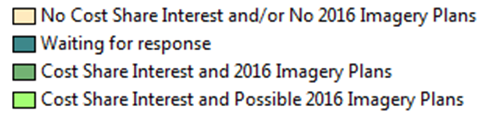 No Cost Share Interest and/or No 2016 Imagery Plans
Waiting for response
Cost Share Interest and 2016 Imagery Plans
Cost Share Interest and Possible 2016 Imagery Plans